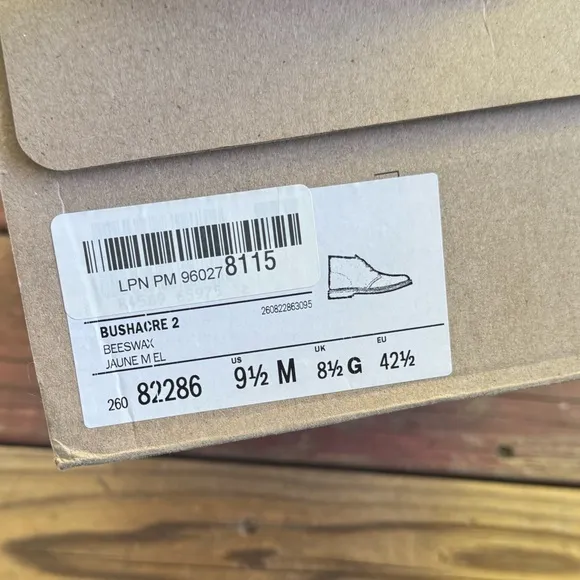 LPN PM 960278115
260822863095
BUSHACRE 2
BEESWAX
JAUNE MIEL
US UK EU
260 82286 9½ M 8½ G 42½